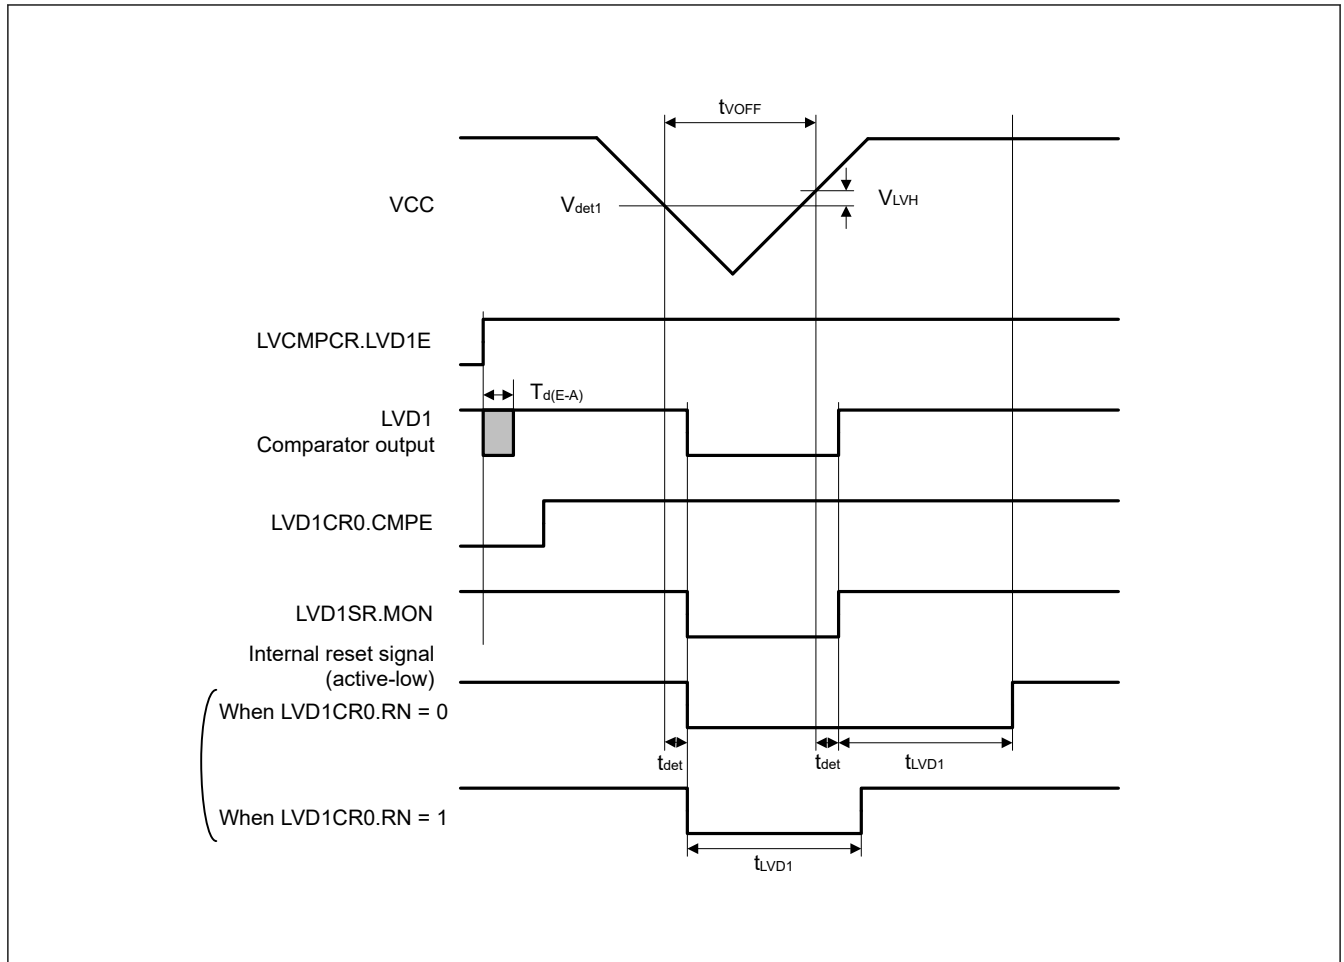 tVOFF
VCC
Vdet1
VLVH
LVCMPCR.LVD1E
Td(E-A)
LVD1
Comparator output
LVD1CR0.CMPE
LVD1SR.MON
Internal reset signal
(active-low)
When LVD1CR0.RN = 0
tdet
tdet
tLVD1
When LVD1CR0.RN = 1
tLVD1